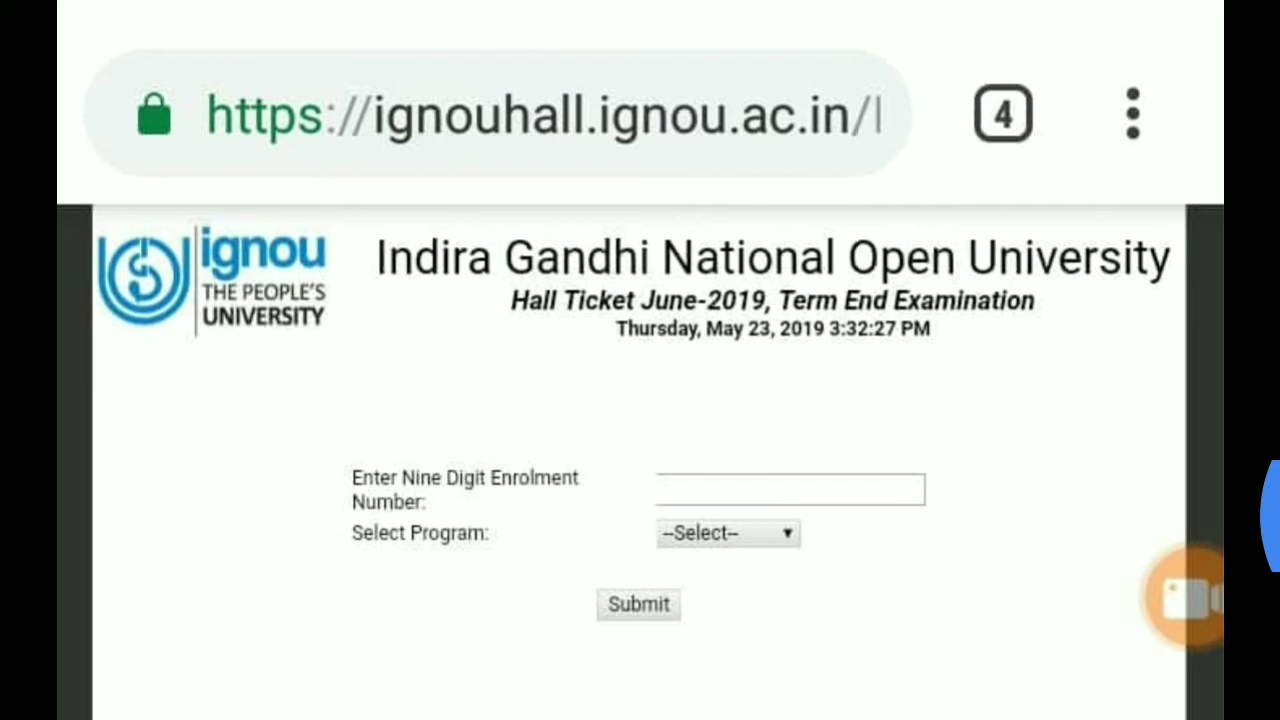 https://ignouhall.ignou.ac.in/
4
ignou
THE PEOPLE'S
UNIVERSITY
Indira Gandhi National Open University
Hall Ticket June-2019, Term End Examination
Thursday, May 23, 2019 3:32:27 PM
Enter Nine Digit Enrolment
Number:
Select Program:
--Select--
Submit